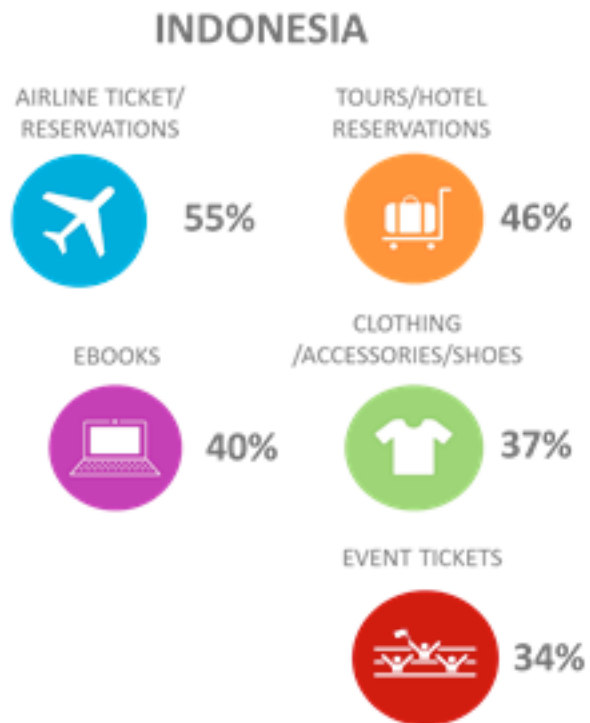 INDONESIA
AIRLINE TICKET/
RESERVATIONS
55%
TOURS/HOTEL
RESERVATIONS
46%
EBOOKS
40%
CLOTHING
/ACCESSORIES/SHOES
37%
EVENT TICKETS
34%